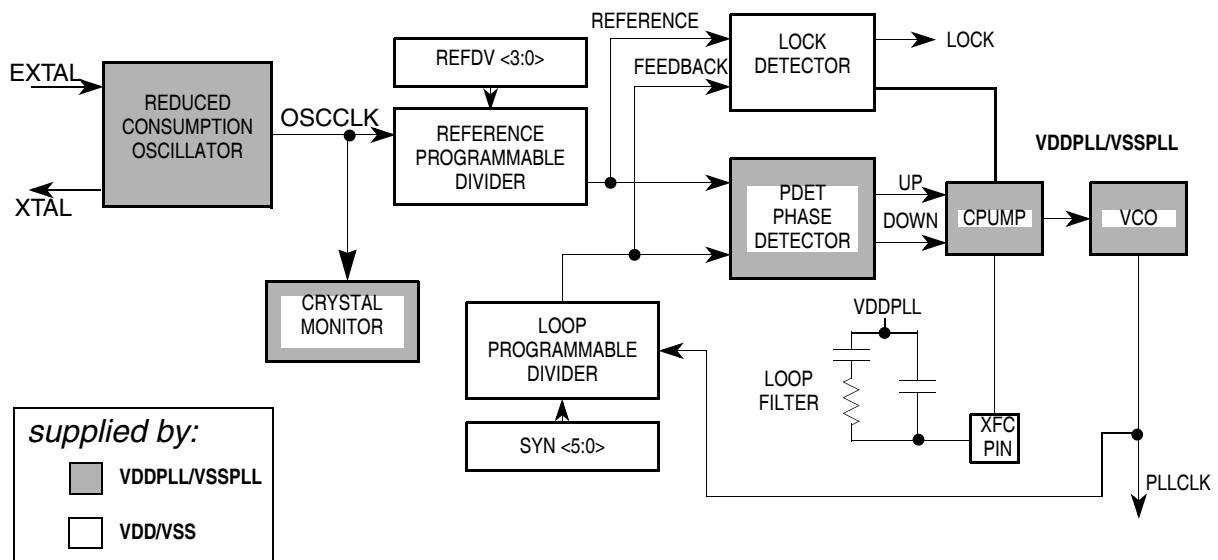 EXTAL
XTAL
REDUCED
CONSUMPTION
OSCILLATOR
OSCCLK
CRYSTAL
MONITOR
REFDV <3:0>
REFERENCE
PROGRAMMABLE
DIVIDER
REFERENCE
FEEDBACK
LOCK
DETECTOR
LOCK
PDET
PHASE
DETECTOR
UP
DOWN
CPUMP
VDDPLL/VSSPLL
VCO
LOOP
PROGRAMMABLE
DIVIDER
SYN <5:0>
VDDPLL
LOOP
FILTER
XFC
PIN
PLLCLK
supplied by:
VDDPLL/VSSPLL
VDD/VSS